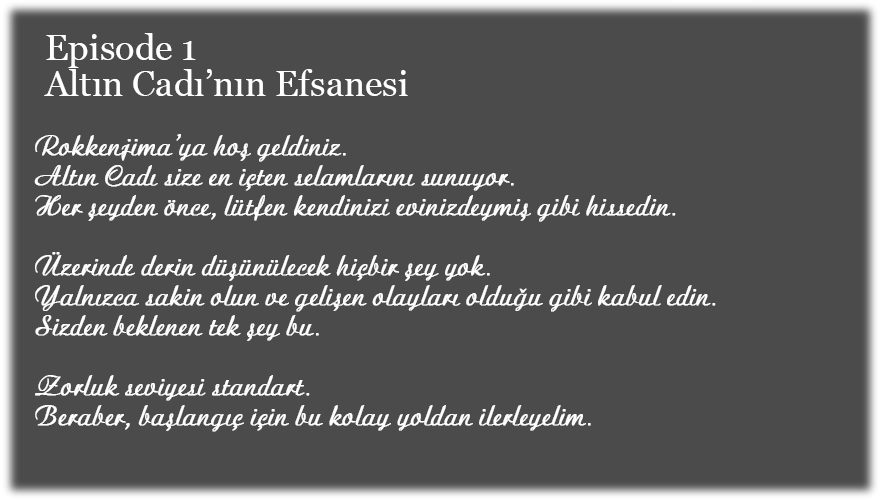 Episode 1
Altın Cadı’nın Efsanesi
Rokkenjima’ya hoş geldiniz.
Altın Cadı size en içten selamlarını sunuyor.
Her şeyden önce, lütfen kendinizi evinizdeymiş gibi hissedin.
Üzerinde derin düşünülecek hiçbir şey yok.
Yalnızca sakin olun ve gelişen olayları olduğu gibi kabul edin.
Sizden beklenen tek şey bu.
Zorluk seviyesi standart.
Beraber, başlangıç için bu kolay yoldan ilerleyelim.